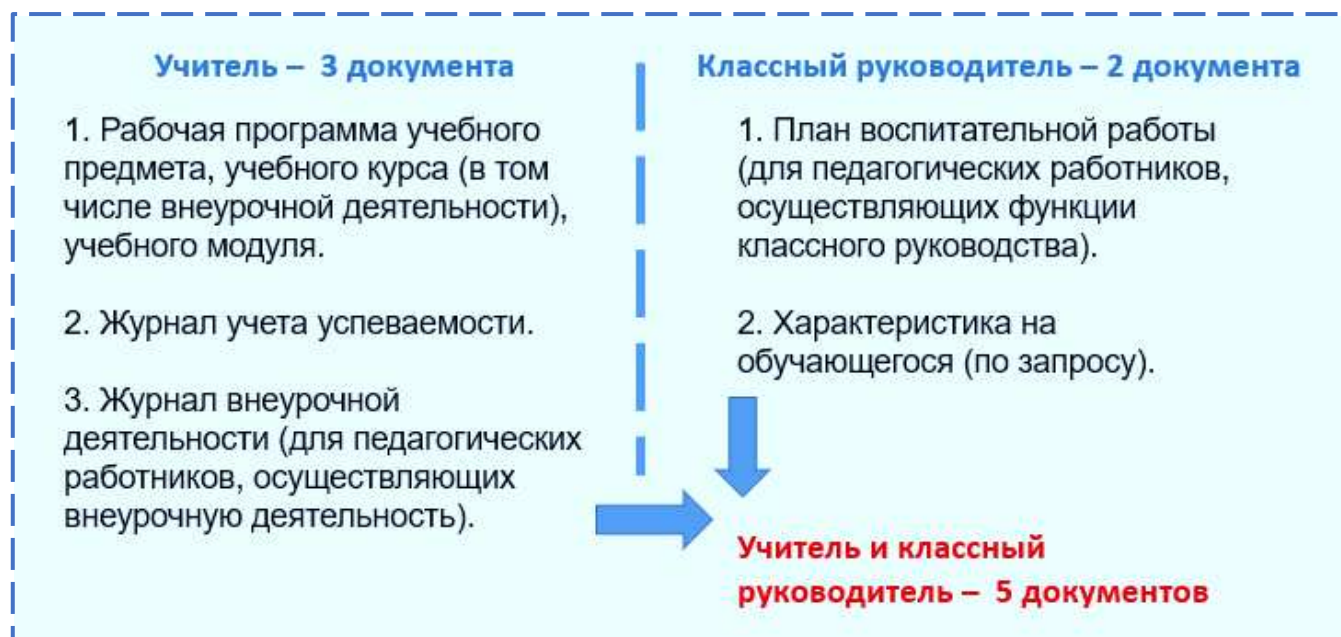 Учитель – 3 документа
1. Рабочая программа учебного
предмета, учебного курса (в том
числе внеурочной деятельности),
учебного модуля.
2. Журнал учета успеваемости.
3. Журнал внеурочной
деятельности (для педагогических
работников, осуществляющих
внеурочную деятельность).
Классный руководитель – 2 документа
1. План воспитательной работы
(для педагогических работников,
осуществляющих функции
классного руководства).
2. Характеристика на
обучающегося (по запросу).
Учитель и классный
руководитель – 5 документов